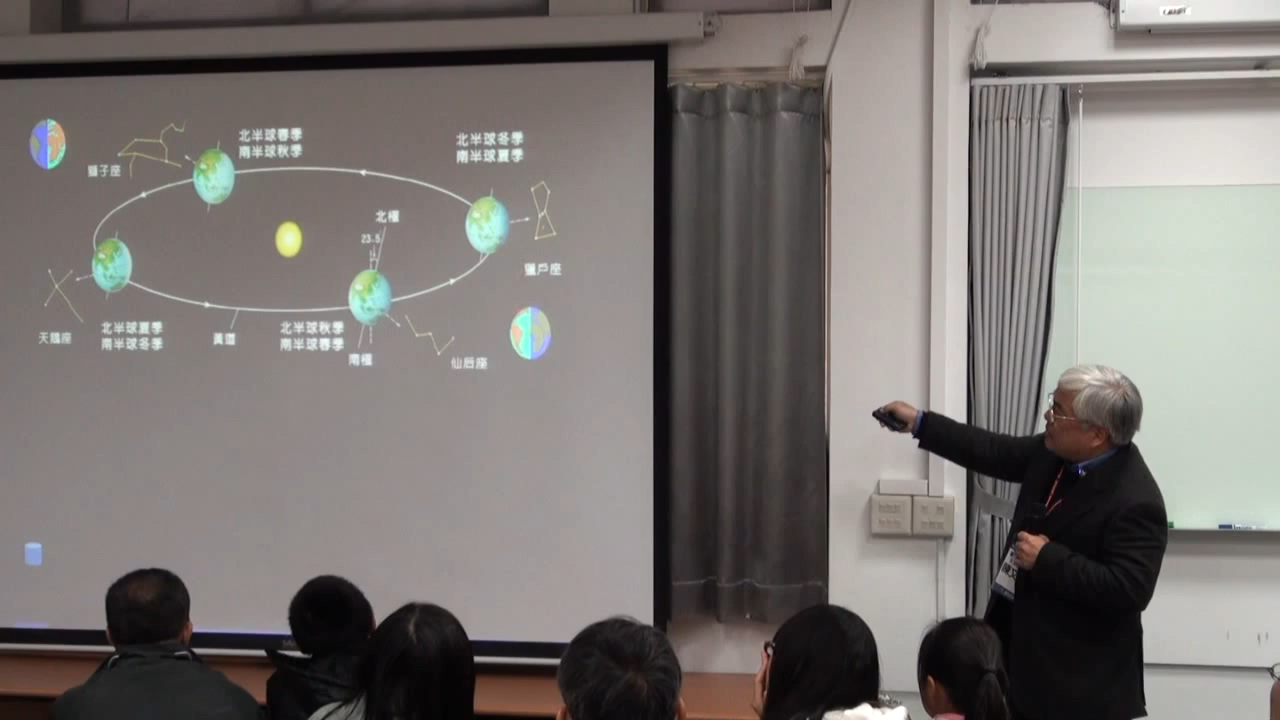 北半球春季
南半球秋季
北半球冬季
南半球夏季
獅子座
北極
23.5
獵戶座
北半球夏季
南半球冬季
天鵝座
黃道
北半球秋季
南半球春季
南極
仙后座